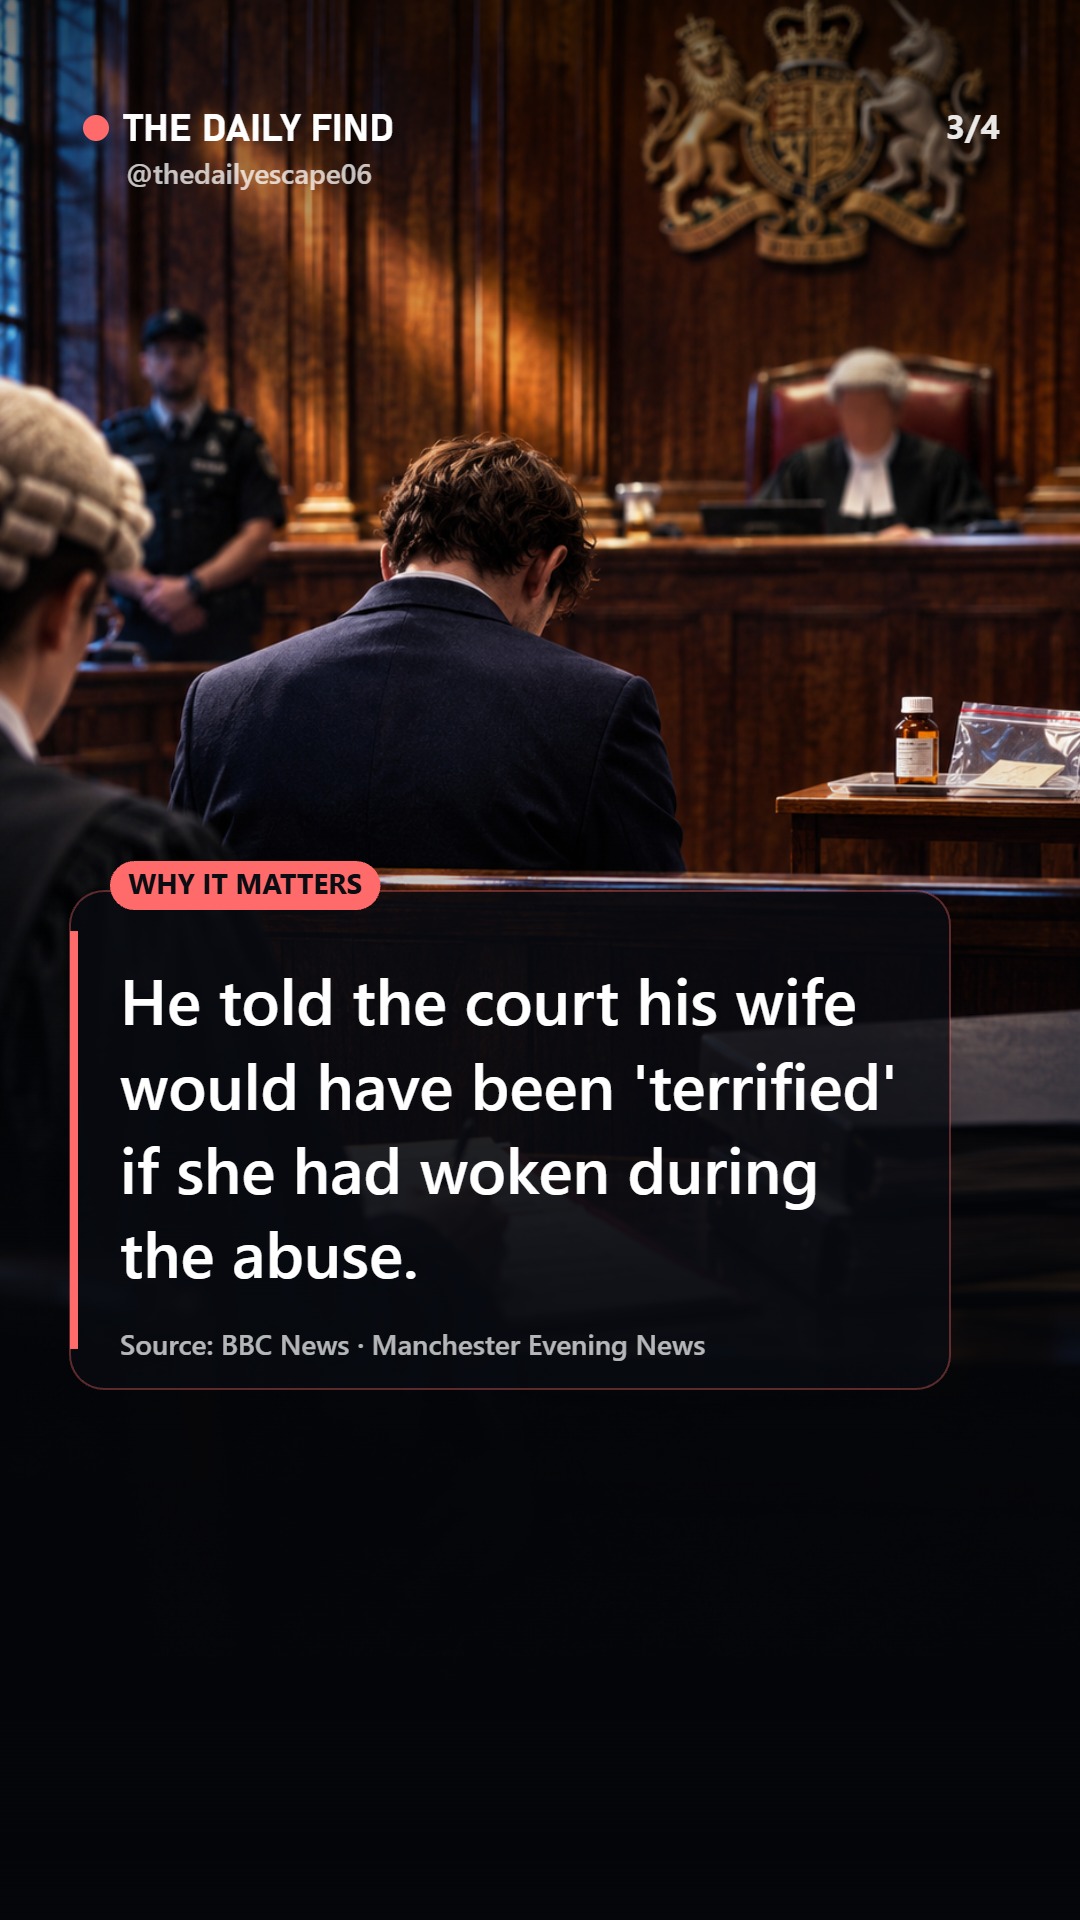 THE DAILY FIND
@thedailyescape06
3/4
WHY IT MATTERS
He told the court his wife
would have been 'terrified'
if she had woken during
the abuse.
Source: BBC News · Manchester Evening News